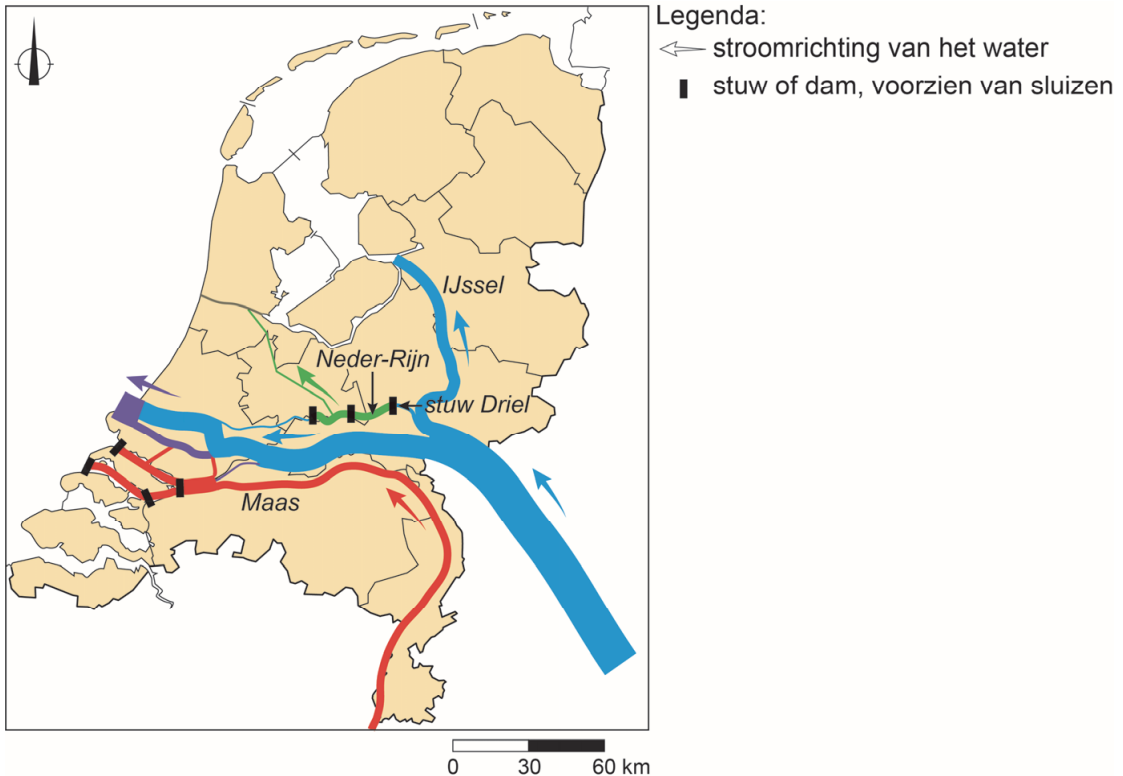 Legenda:
stroomrichting van het water
stuw of dam, voorzien van sluizen
IJssel
Neder-Rijn
stuw Driel
Maas
0 30 60 km